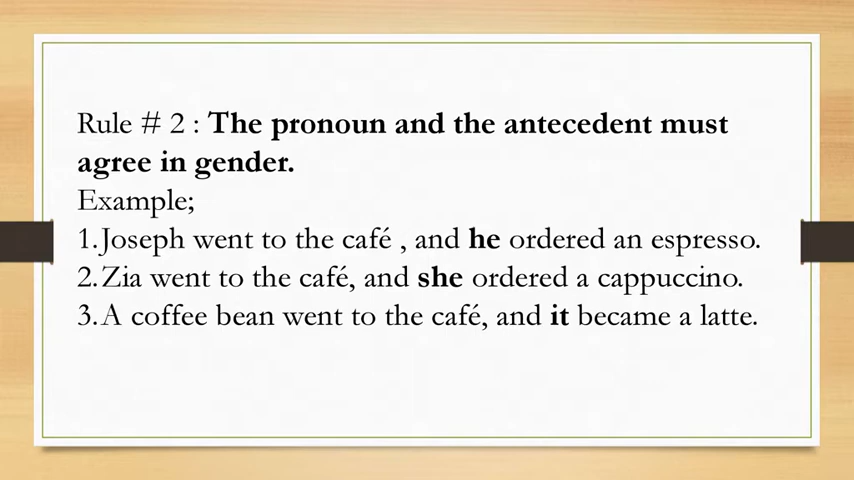 Rule # 2 : The pronoun and the antecedent must
agree in gender.
Example;
1.Joseph went to the café , and he ordered an espresso.
2.Zia went to the café, and she ordered a cappuccino.
3.A coffee bean went to the café, and it became a latte.